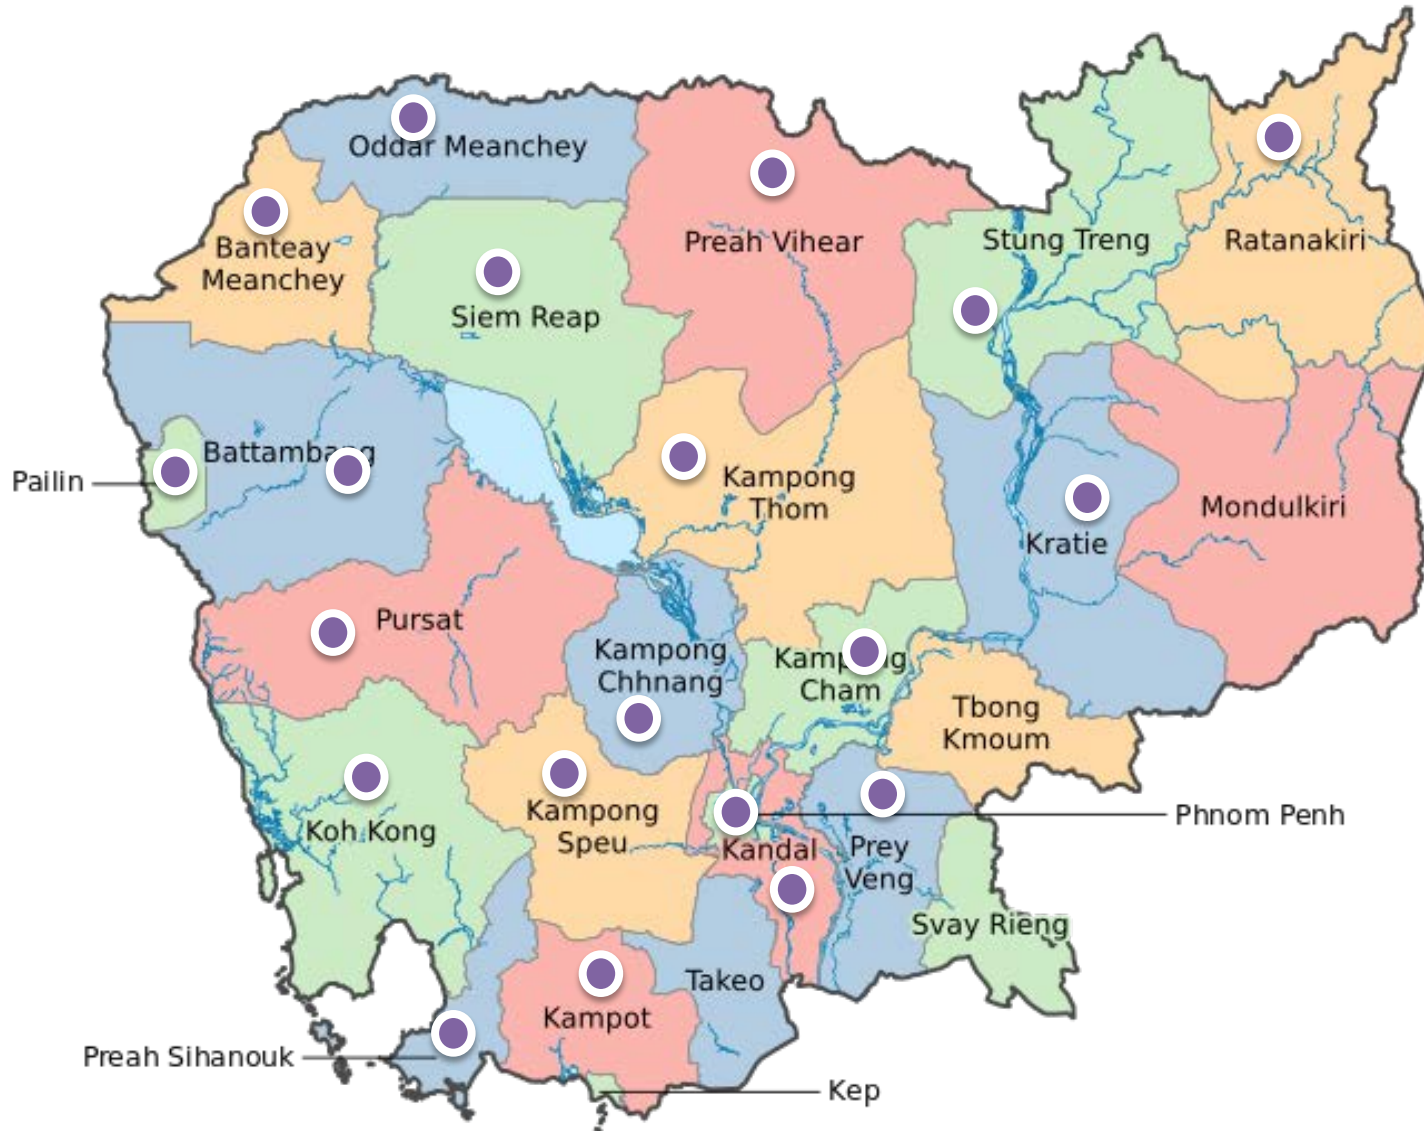 Oddar Meanchey
Banteay
Meanchey
Preah Vihear
Stung Treng
Ratanakiri
Siem Reap
Battambang
Pailin
Kampong
Thom
Mondulkiri
Kratie
Pursat
Kampong
Chhnang
Kampong
Cham
Tbong
Kmoum
Koh Kong
Kampong
Speu
Phnom Penh
Kandal
Prey
Veng
Svay Rieng
Takeo
Kampot
Preah Sihanouk
Kep